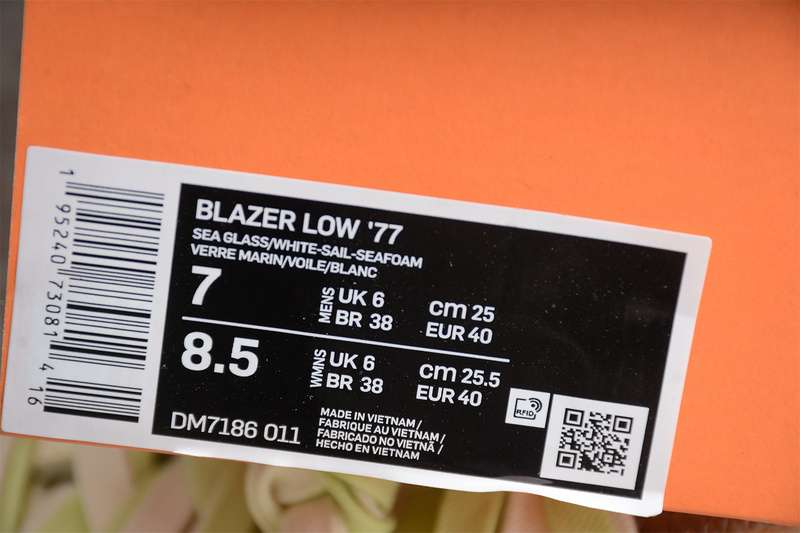 BLAZER LOW '77
SEA GLASS/WHITE-SAIL-SEAFOAM
VERRE MARIN/VOILE/BLANC
7
MENS
UK 6
BR 38
cm 25
EUR 40
8.5
WMNS
UK 6
BR 38
cm 25.5
EUR 40
DM7186 011
MADE IN VIETNAM /
FABRIQUE AU VIETNAM /
FABRICADO NO VIETNÃ /
HECHO EN VIETNAM
RFID
1 95240 73081 416